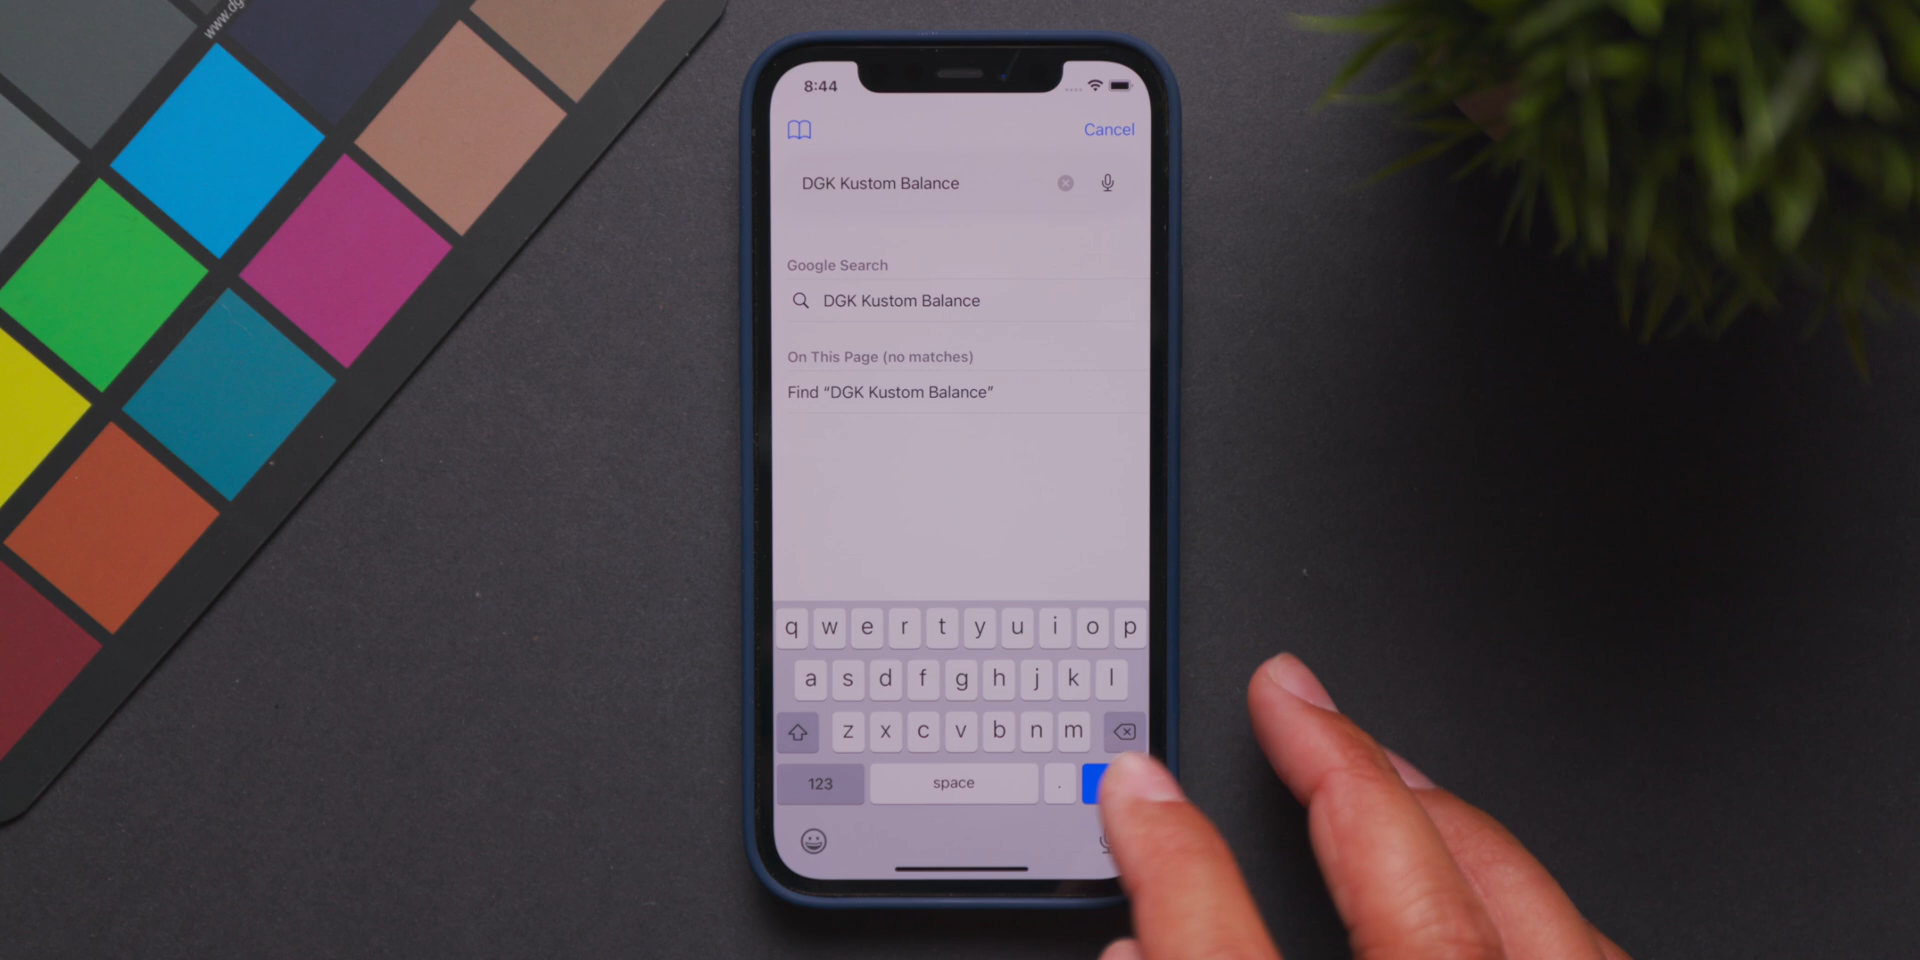 www.dg
8:44
Cancel
DGK Kustom Balance
Google Search
DGK Kustom Balance
On This Page (no matches)
Find “DGK Kustom Balance”
q w e r t y u i o p
a s d f g h j k l
z x c v b n m
123 space .